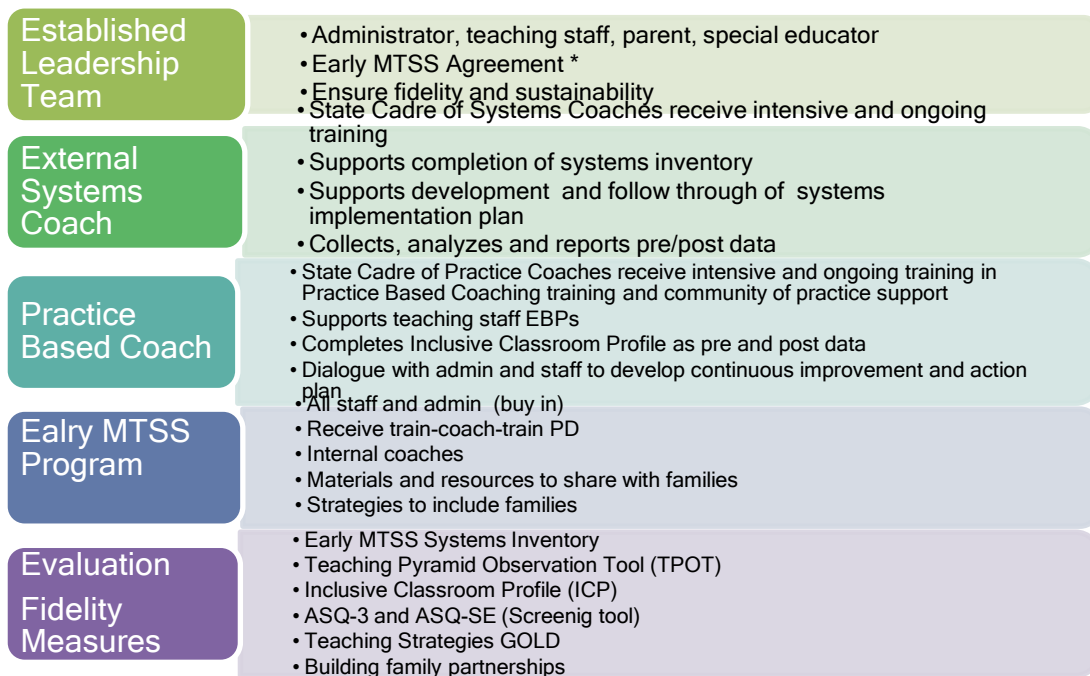 Established
Leadership
Team
• Administrator, teaching staff, parent, special educator
• Early MTSS Agreement *
• Ensure fidelity and sustainability
External
Systems
Coach
• State Cadre of Systems Coaches receive intensive and ongoing
training
• Supports completion of systems inventory
• Supports development and follow through of systems
implementation plan
• Collects, analyzes and reports pre/post data
Practice
Based Coach
• State Cadre of Practice Coaches receive intensive and ongoing training in
Practice Based Coaching training and community of practice support
• Supports teaching staff EBPs
• Completes Inclusive Classroom Profile as pre and post data
• Dialogue with admin and staff to develop continuous improvement and action
plan
Ealry MTSS
Program
• All staff and admin (buy in)
• Receive train-coach-train PD
• Internal coaches
• Materials and resources to share with families
• Strategies to include families
Evaluation
Fidelity
Measures
• Early MTSS Systems Inventory
• Teaching Pyramid Observation Tool (TPOT)
• Inclusive Classroom Profile (ICP)
• ASQ-3 and ASQ-SE (Screenig tool)
• Teaching Strategies GOLD
• Building family partnerships